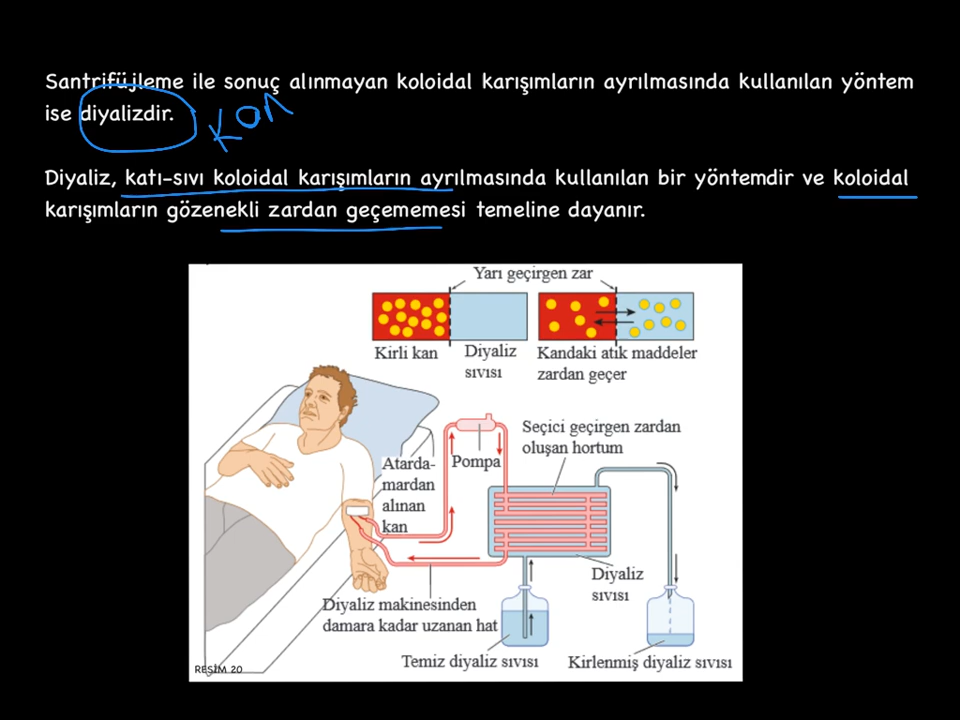 Santrifüjleme ile sonuç alınmayan koloidal karışımların ayrılmasında kullanılan yöntem
ise diyalizdir.
Kan
Diyaliz, katı-sıvı koloidal karışımların ayrılmasında kullanılan bir yöntemdir ve koloidal
karışımların gözenekli zardan geçememesi temeline dayanır.
Yarı geçirgen zar
Kirli kan
Diyaliz
sıvısı
Kandaki atık maddeler
zardan geçer
Seçici geçirgen zardan
oluşan hortum
Atarda-
mardan
alınan
kan
Pompa
Diyaliz
sıvısı
Diyaliz makinesinden
damara kadar uzanan hat
Temiz diyaliz sıvısı
Kirlenmiş diyaliz sıvısı
RESİM 20